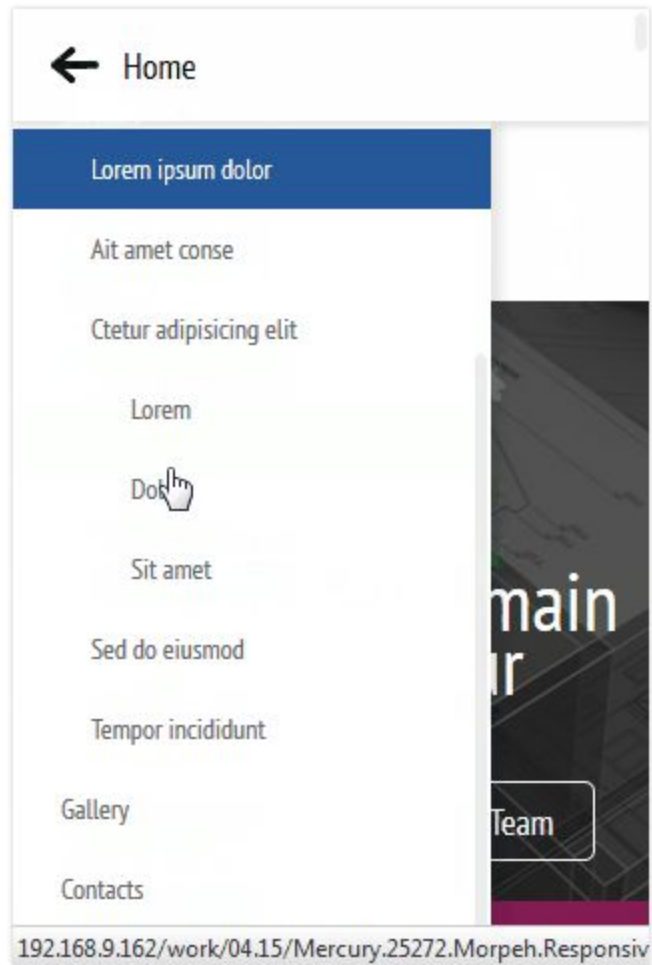 Home
Lorem ipsum dolor
Ait amet conse
Ctetur adipisicing elit
Lorem
Sit amet
main
Sed do eiusmod
Tempor incididunt
Gallery
Team
Contacts
192.168.9.162/work/04.15/Mercury.25272.Morpeh.Responsiv